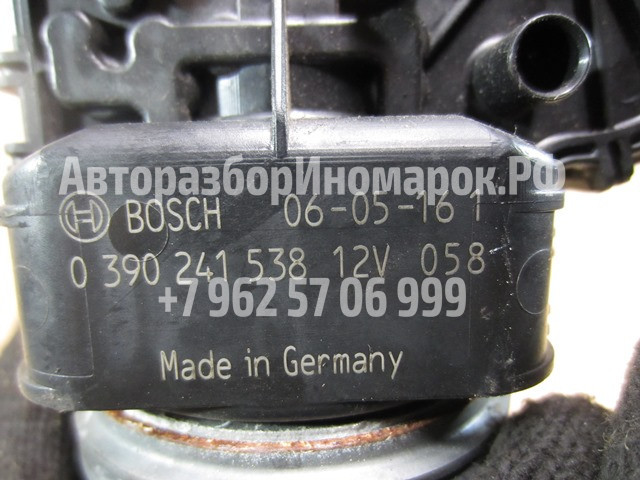 АвторазборИномарок.РФ
BOSCH 06-05-16 1
0 390 241 538 12V 058
+7 962 57 06 999
Made in Germany